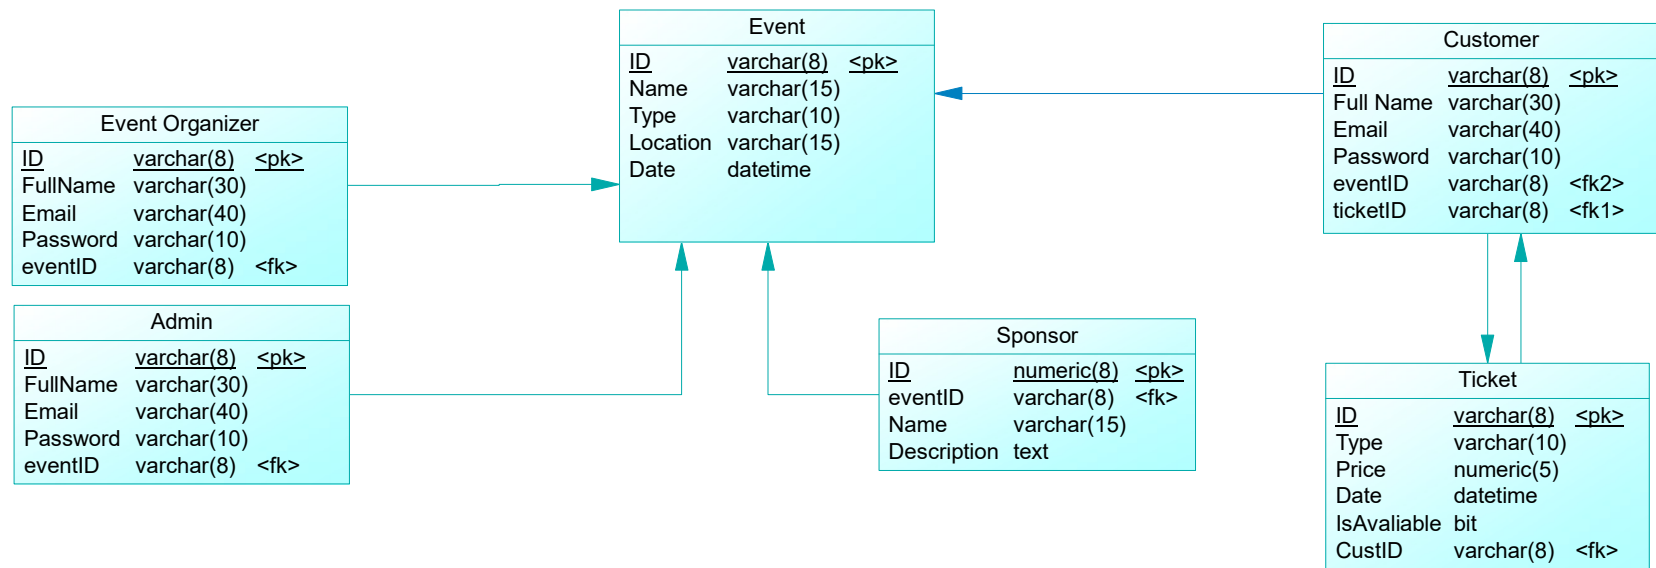 Event
ID varchar(8) <pk>
Name varchar(15)
Type varchar(10)
Location varchar(15)
Date datetime
Customer
ID varchar(8) <pk>
Full Name varchar(30)
Email varchar(40)
Password varchar(10)
eventID varchar(8) <fk2>
ticketID varchar(8) <fk1>
Event Organizer
ID varchar(8) <pk>
FullName varchar(30)
Email varchar(40)
Password varchar(10)
eventID varchar(8) <fk>
Admin
ID varchar(8) <pk>
FullName varchar(30)
Email varchar(40)
Password varchar(10)
eventID varchar(8) <fk>
Sponsor
ID numeric(8) <pk>
eventID varchar(8) <fk>
Name varchar(15)
Description text
Ticket
ID varchar(8) <pk>
Type varchar(10)
Price numeric(5)
Date datetime
IsAvaliable bit
CustID varchar(8) <fk>